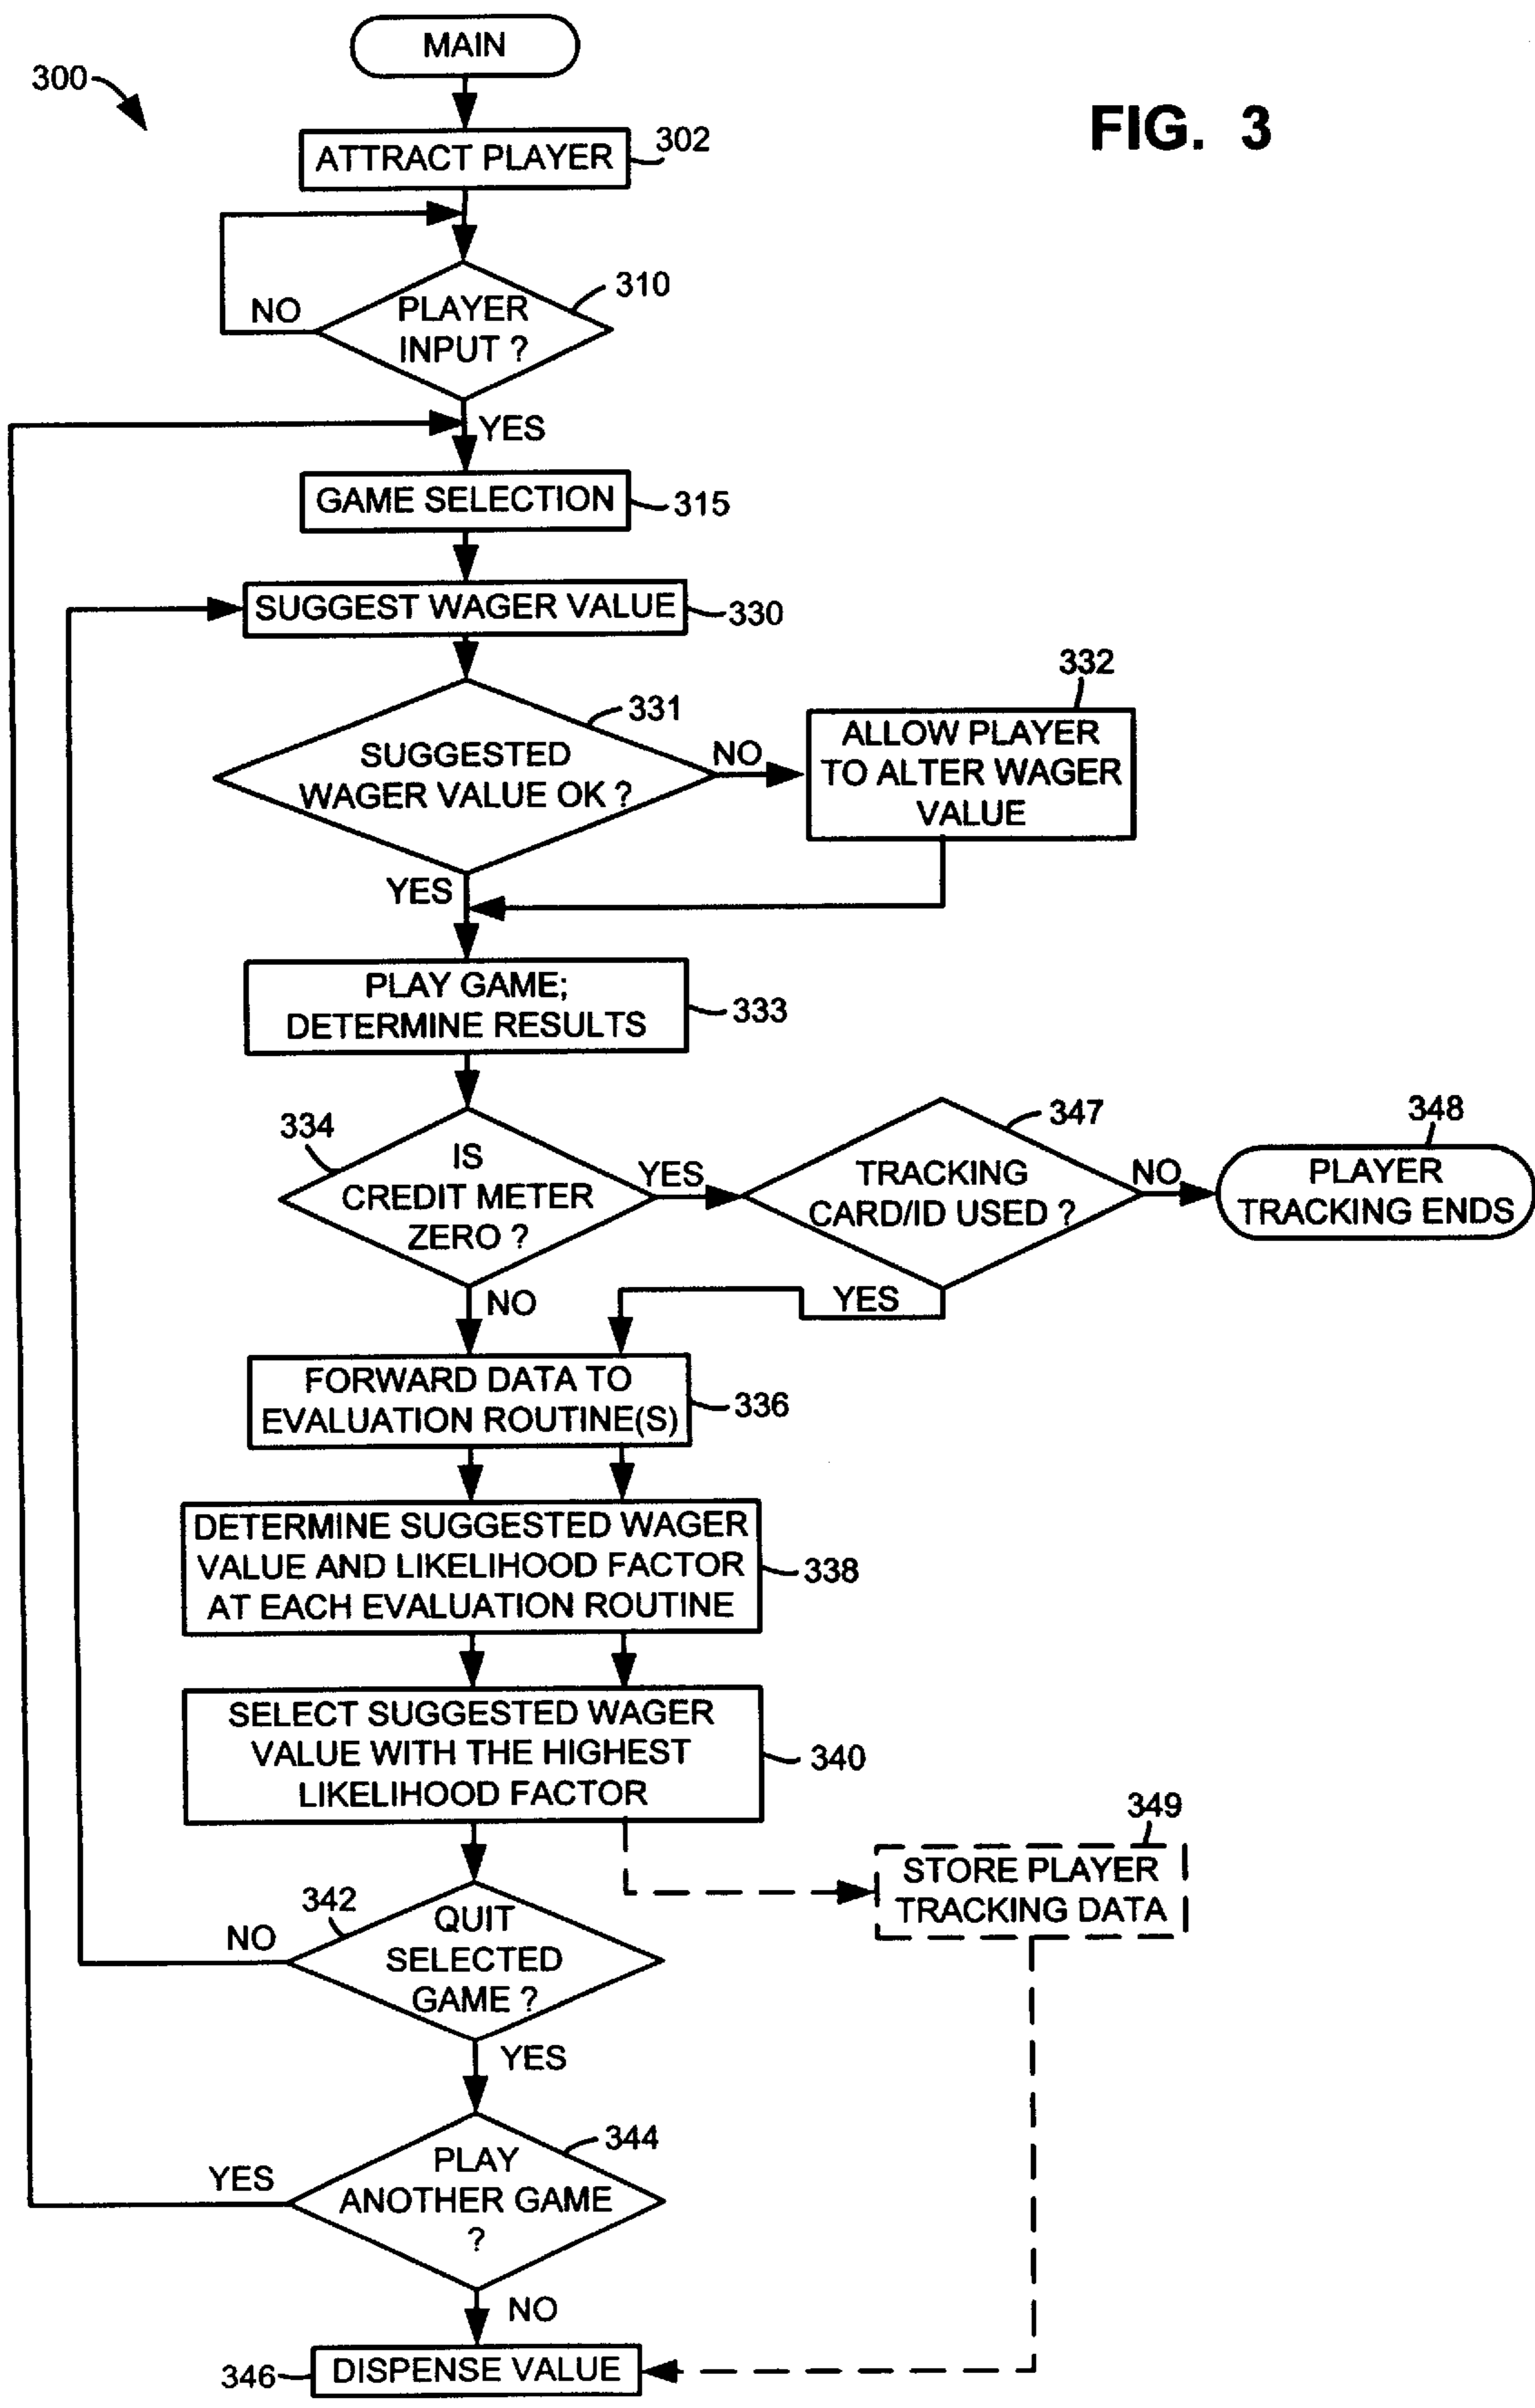 MAIN
300
FIG. 3
ATTRACT PLAYER
302
310
NO
PLAYER
INPUT ?
YES
GAME SELECTION
315
SUGGEST WAGER VALUE
330
332
331
ALLOW PLAYER
TO ALTER WAGER
VALUE
SUGGESTED
WAGER VALUE OK ?
NO
YES
PLAY GAME;
DETERMINE RESULTS
333
334
IS
CREDIT METER
ZERO ?
YES
347
TRACKING
CARD/ID USED ?
NO
348
PLAYER
TRACKING ENDS
NO
YES
FORWARD DATA TO
EVALUATION ROUTINE(S)
336
DETERMINE SUGGESTED WAGER
VALUE AND LIKELIHOOD FACTOR
AT EACH EVALUATION ROUTINE
338
SELECT SUGGESTED WAGER
VALUE WITH THE HIGHEST
LIKELIHOOD FACTOR
340
349
STORE PLAYER
TRACKING DATA
342
NO
QUIT
SELECTED
GAME ?
YES
344
YES
PLAY
ANOTHER GAME
?
NO
346
DISPENSE VALUE